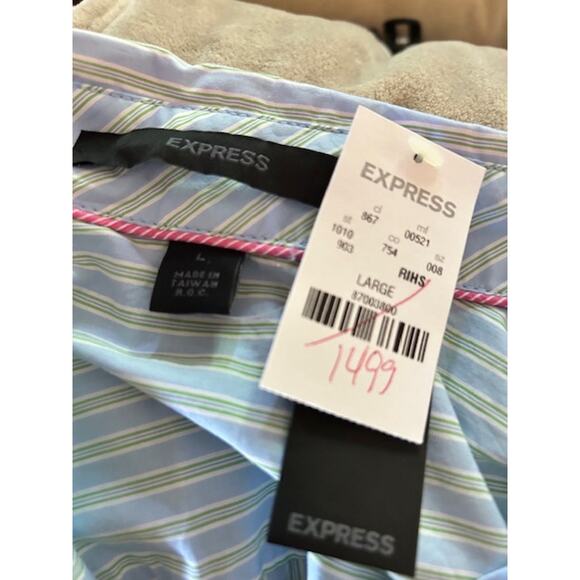 EXPRESS
L
MADE IN
TAIWAN
R.O.C.
EXPRESS
cl mf
867 00521
st co sz
1010 754 008
903
RIHS
LARGE
87003800
1499
EXPRESS